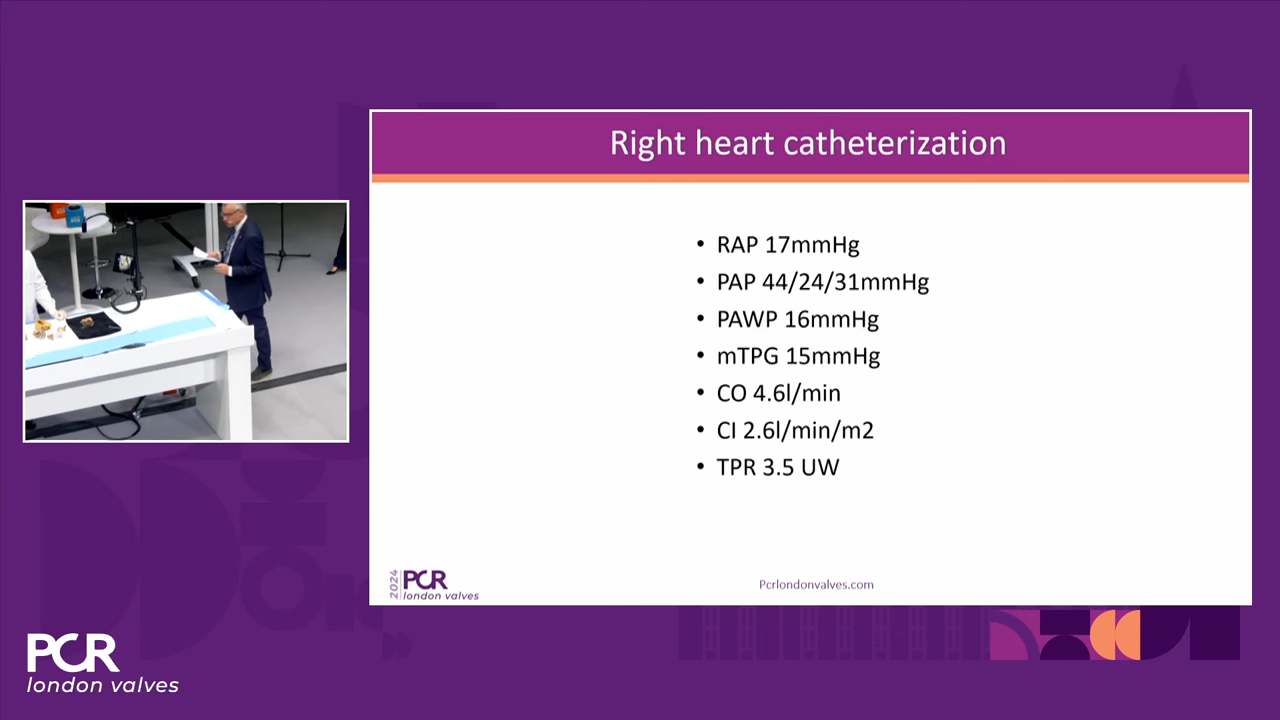 Right heart catheterization
• RAP 17mmHg
• PAP 44/24/31mmHg
• PAWP 16mmHg
• mTPG 15mmHg
• CO 4.6l/min
• CI 2.6l/min/m2
• TPR 3.5 UW
2024
PCR
london valves
Pcrlondonvalves.com
PCR
london valves